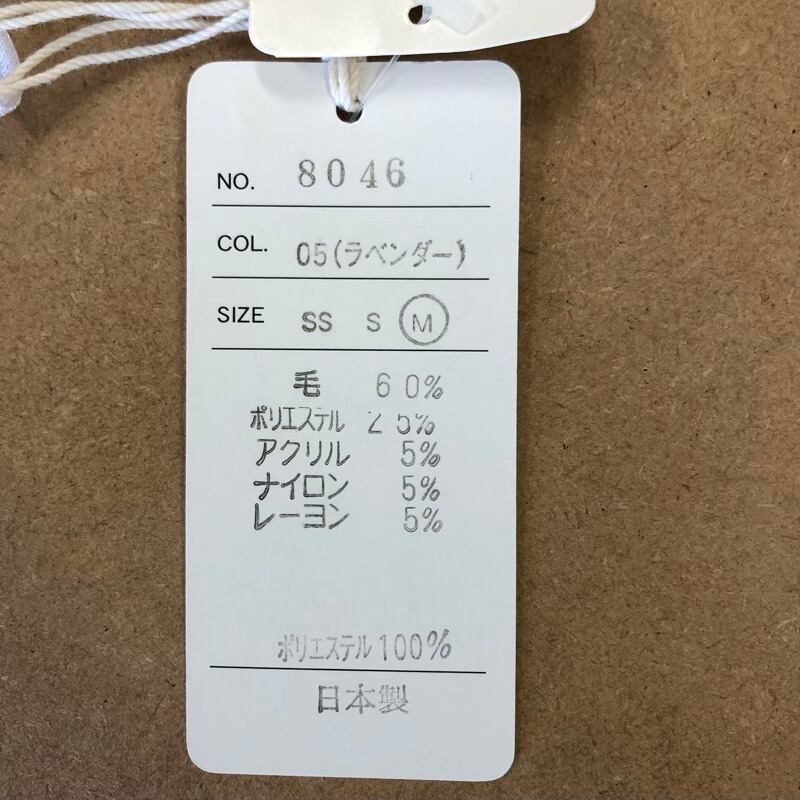 NO. 8046
COL. 05(ラベンダー)
SIZE SS S M
毛 60%
ポリエステル 25%
アクリル 5%
ナイロン 5%
レーヨン 5%
ポリエステル100%
日本製